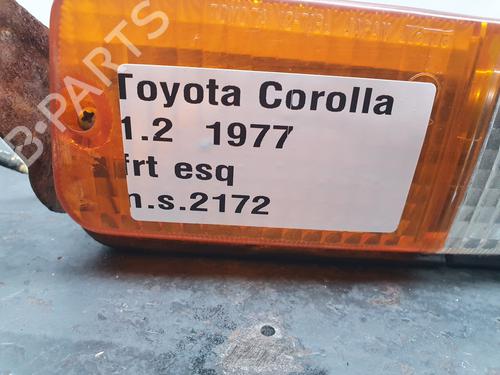 Toyota Corolla
1.2 1977
frt esq
n.s.2172
B-PARTS